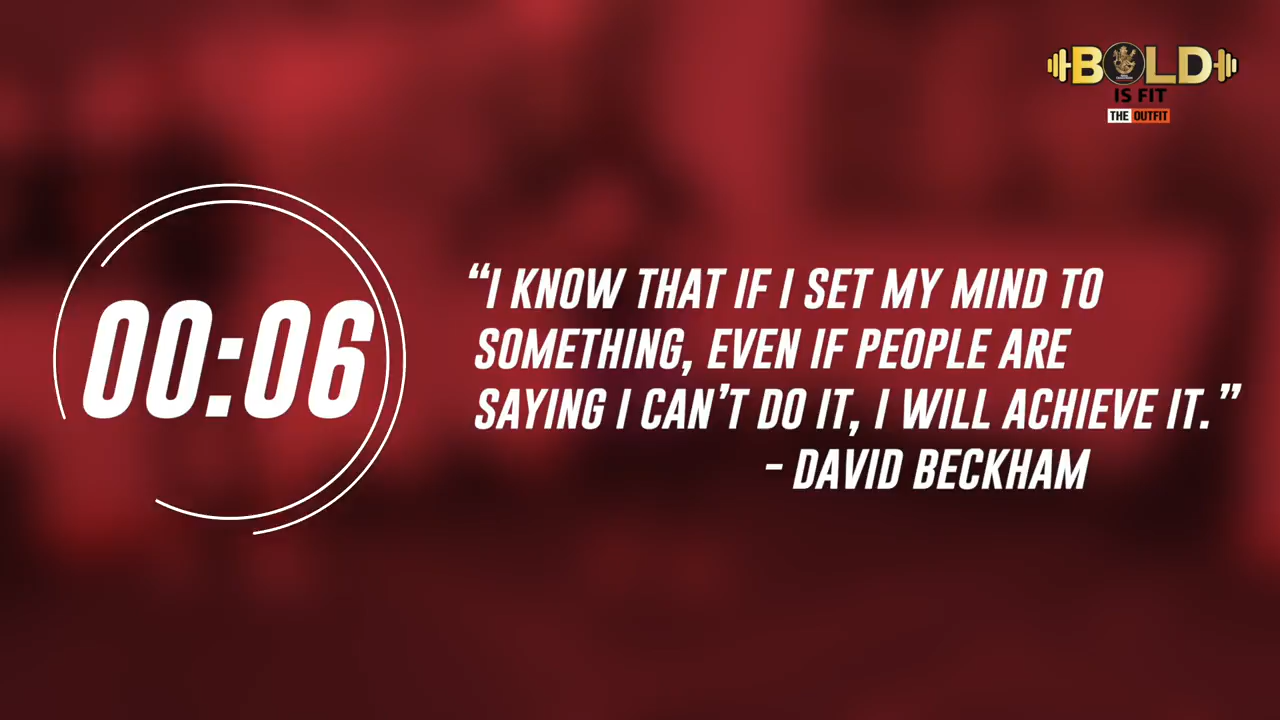 BOLD
IS FIT
THE OUTFIT
00:06
“I KNOW THAT IF I SET MY MIND TO
SOMETHING, EVEN IF PEOPLE ARE
SAYING I CAN’T DO IT, I WILL ACHIEVE IT.”
- DAVID BECKHAM